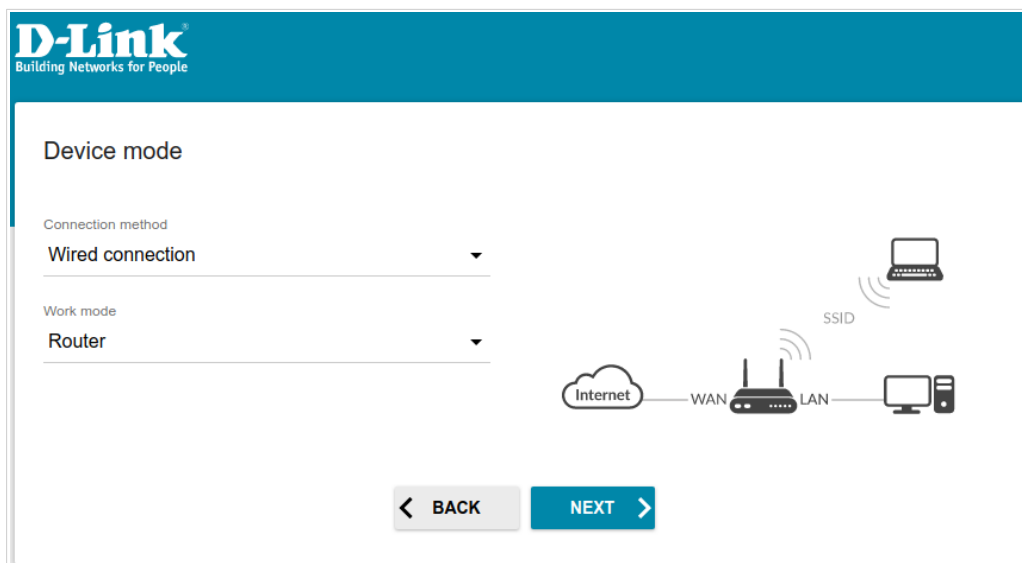 D-Link®
Building Networks for People
Device mode
Connection method
Wired connection
Work mode
Router
SSID
Internet
WAN
LAN
BACK
NEXT